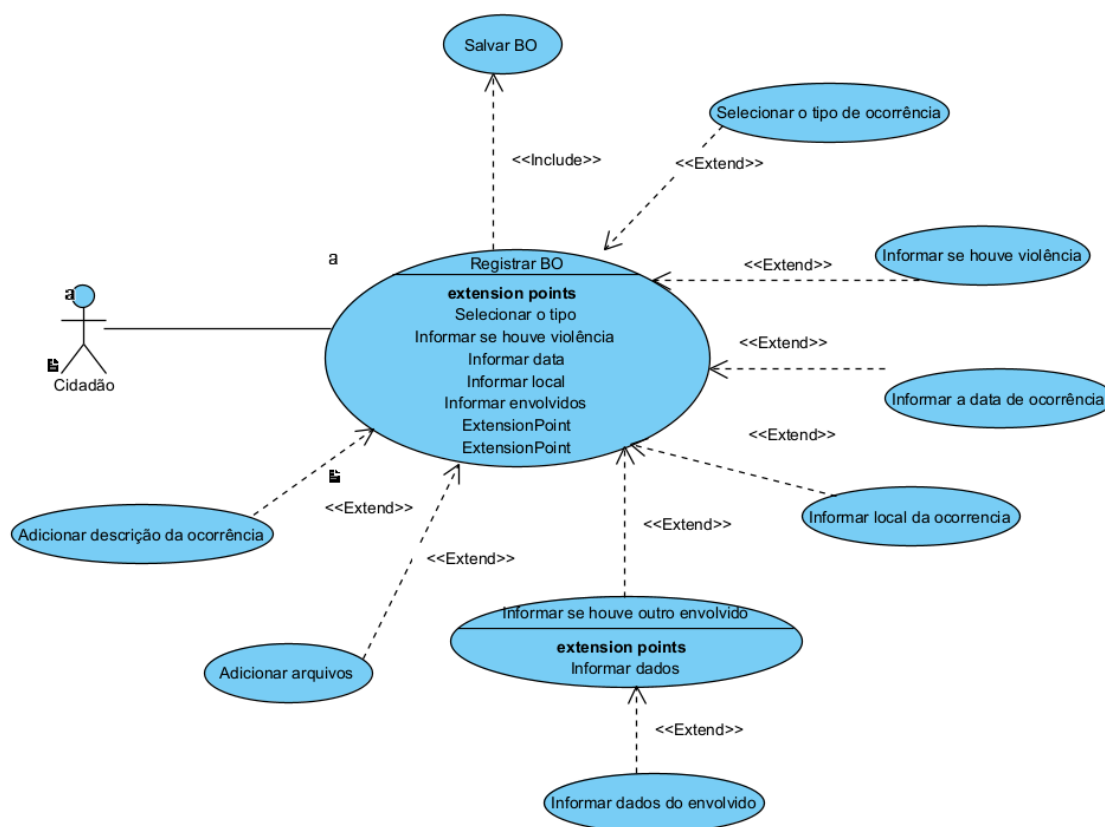 Salvar BO
Selecionar o tipo de ocorrência
<<Include>>
<<Extend>>
a
Registrar BO
extension points
Selecionar o tipo
Informar se houve violência
Informar data
Informar local
Informar envolvidos
ExtensionPoint
ExtensionPoint
<<Extend>>
Informar se houve violência
a
Cidadão
<<Extend>>
Informar a data de ocorrência
<<Extend>>
Informar local da ocorrencia
<<Extend>>
Adicionar descrição da ocorrência
<<Extend>>
<<Extend>>
Adicionar arquivos
Informar se houve outro envolvido
extension points
Informar dados
<<Extend>>
Informar dados do envolvido